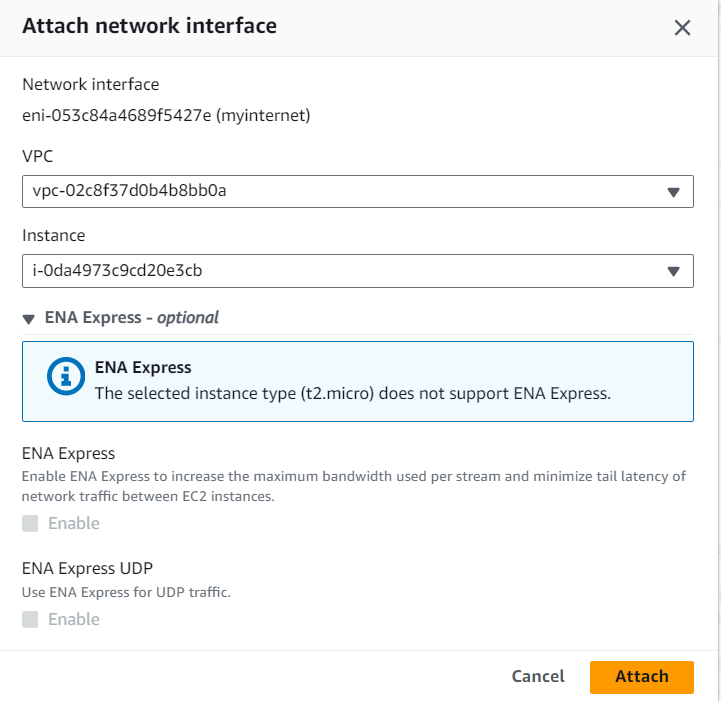 Attach network interface
Network interface
eni-053c84a4689f5427e (myinternet)
VPC
vpc-02c8f37d0b4b8bb0a
Instance
i-0da4973c9cd20e3cb
ENA Express - optional
ENA Express
The selected instance type (t2.micro) does not support ENA Express.
ENA Express
Enable ENA Express to increase the maximum bandwidth used per stream and minimize tail latency of
network traffic between EC2 instances.
Enable
ENA Express UDP
Use ENA Express for UDP traffic.
Enable
Cancel Attach